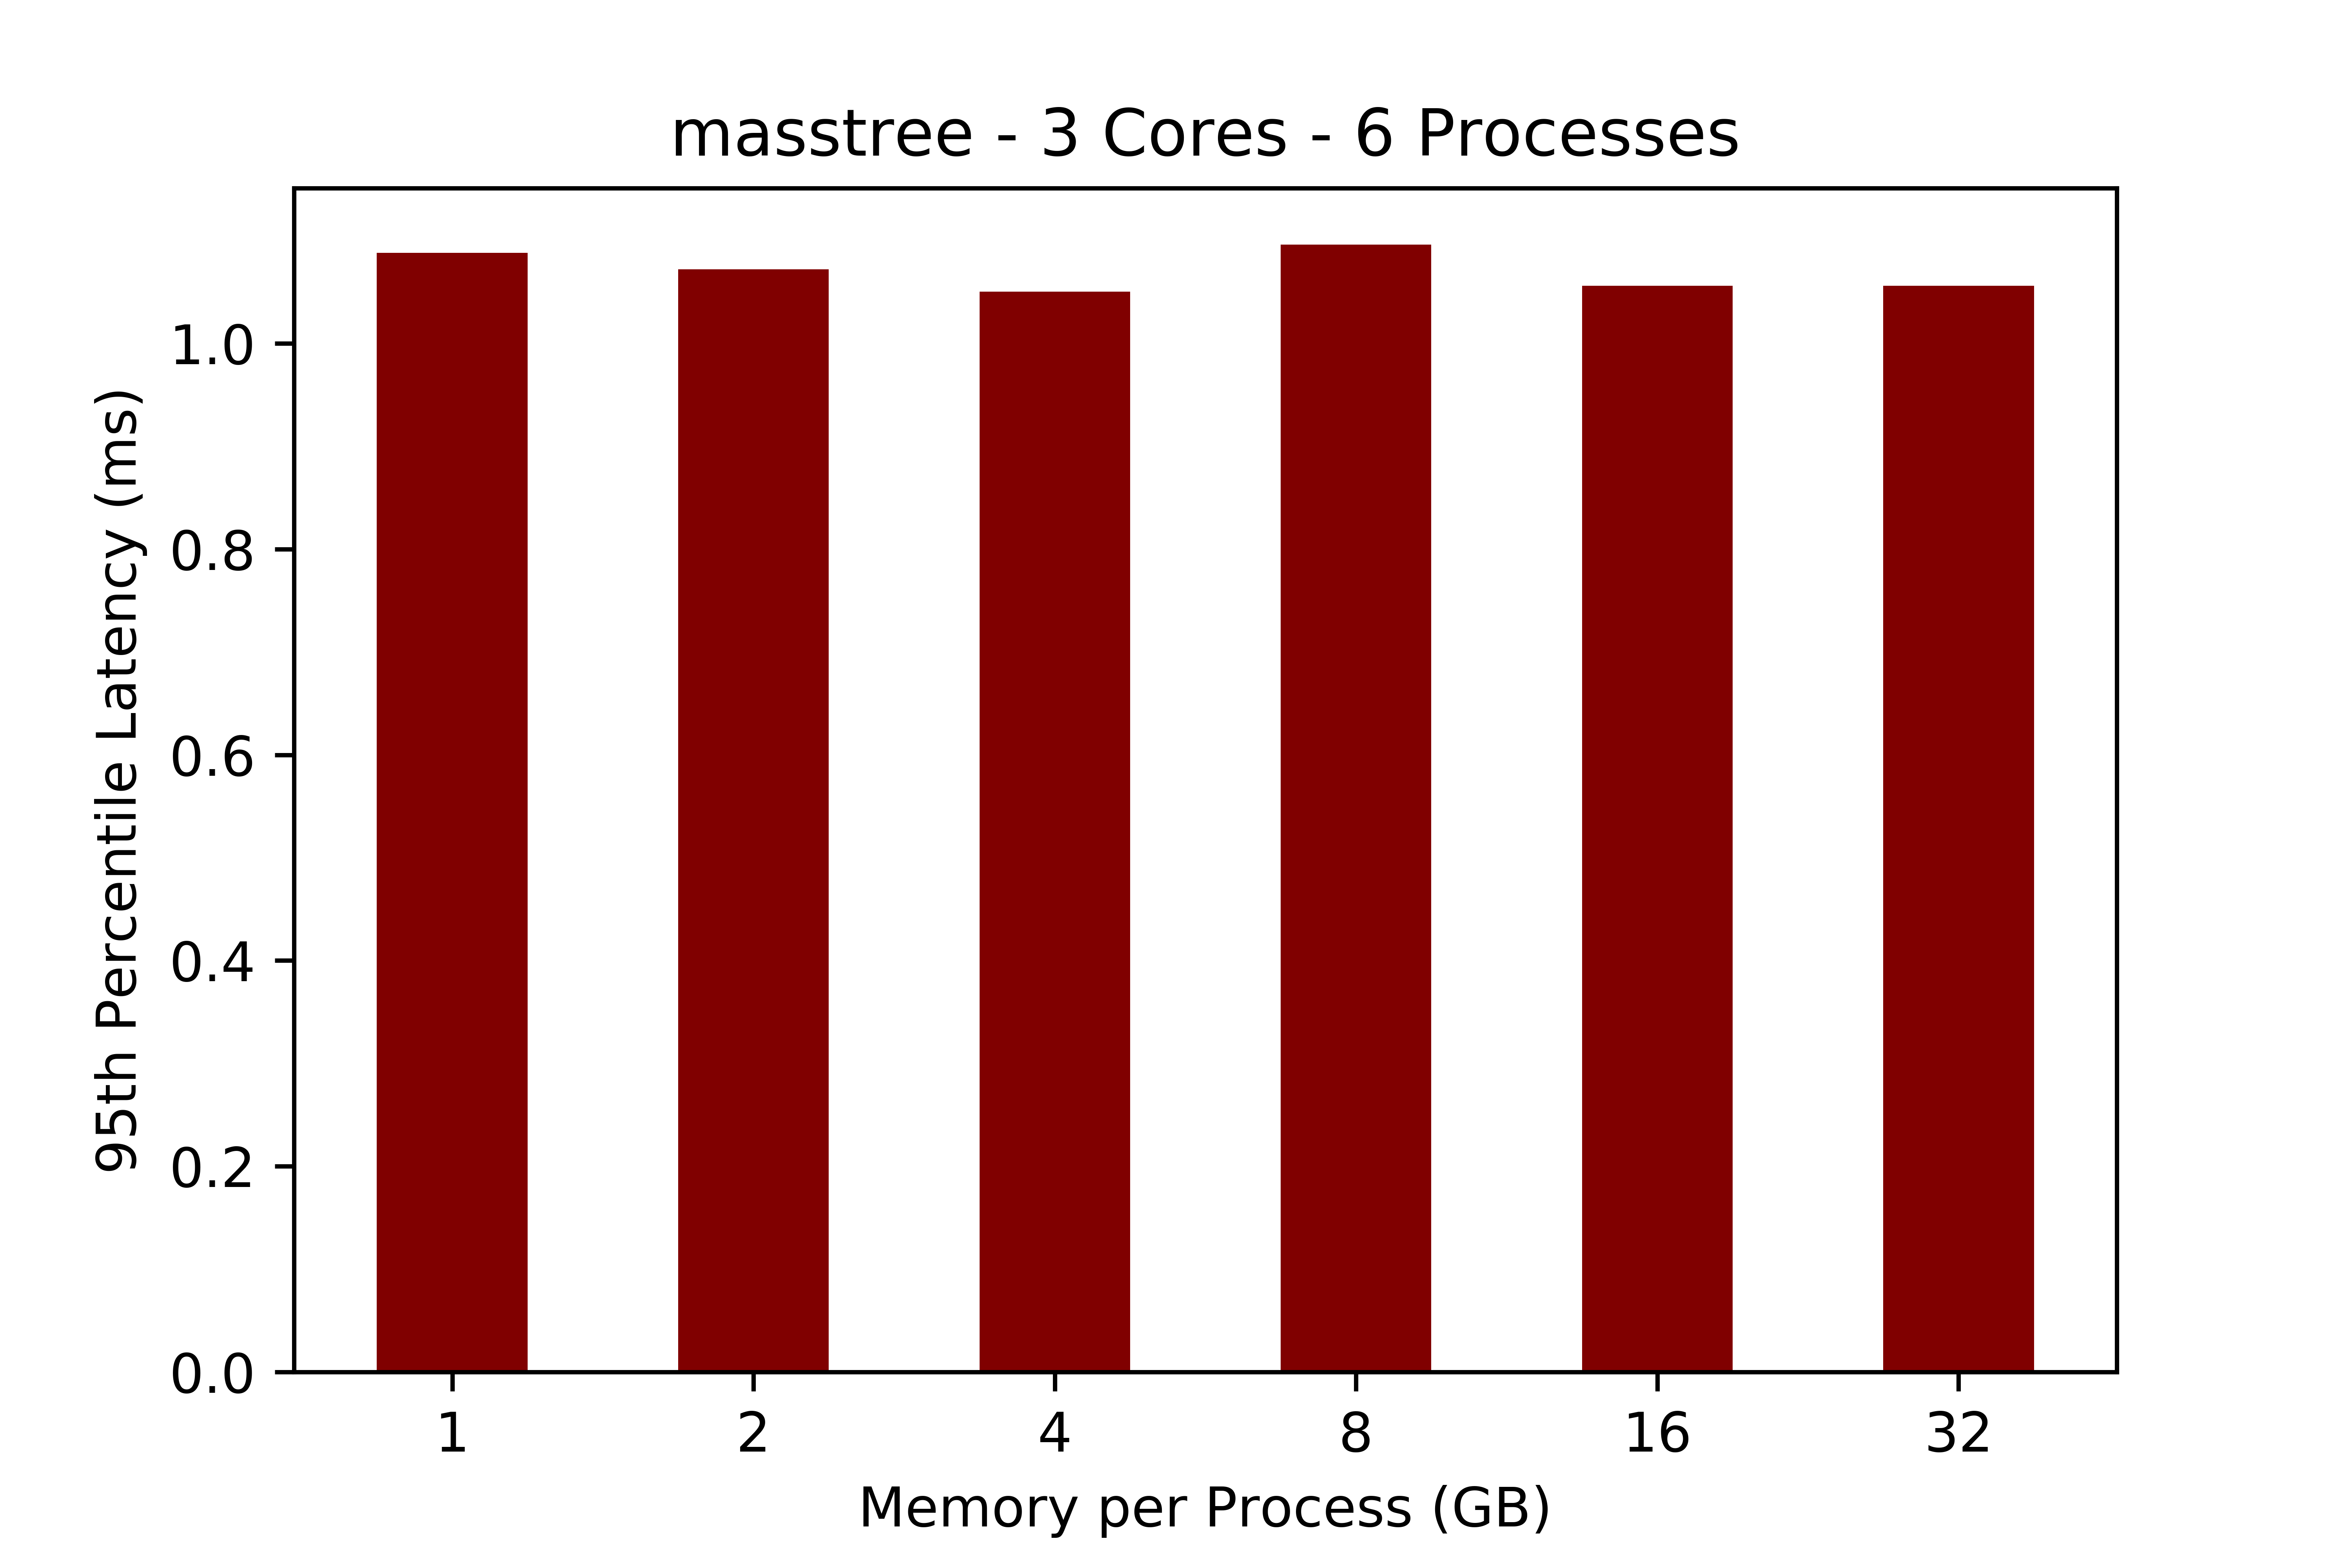 masstree - 3 Cores - 6 Processes
95th Percentile Latency (ms)
1.0
0.8
0.6
0.4
0.2
0.0
1 2 4 8 16 32
Memory per Process (GB)